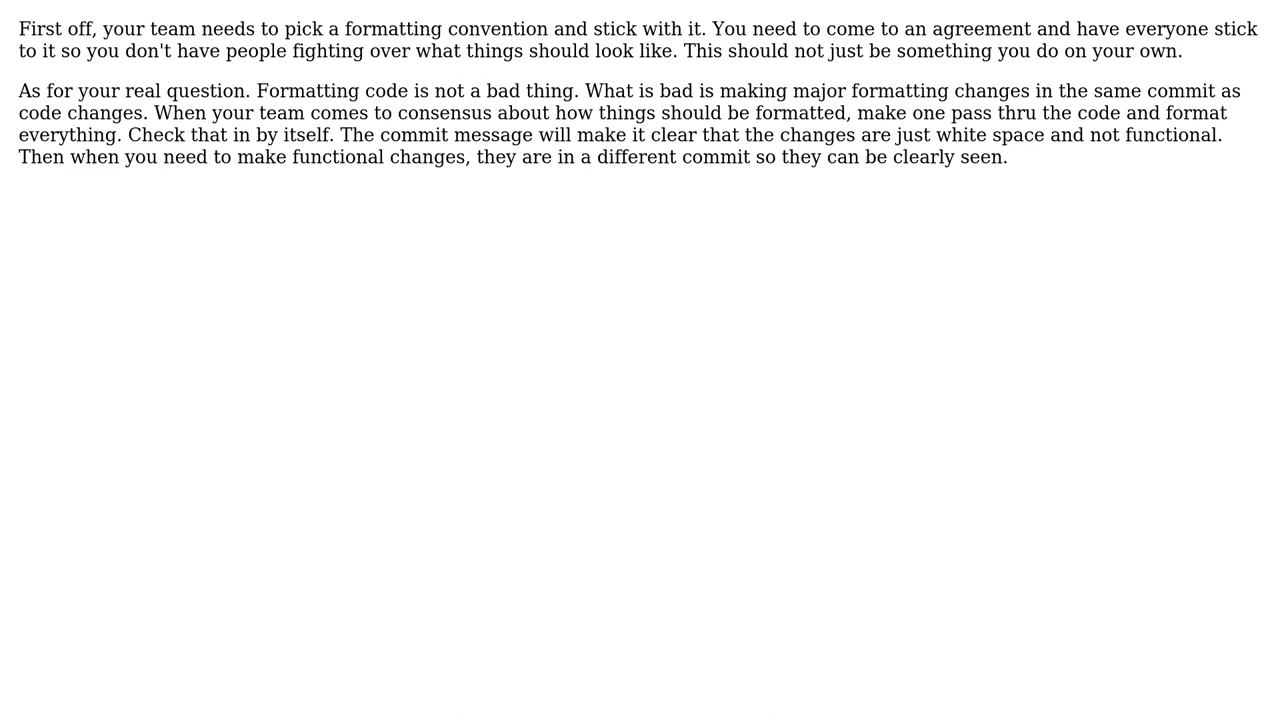 First off, your team needs to pick a formatting convention and stick with it. You need to come to an agreement and have everyone stick
to it so you don't have people fighting over what things should look like. This should not just be something you do on your own.
As for your real question. Formatting code is not a bad thing. What is bad is making major formatting changes in the same commit as
code changes. When your team comes to consensus about how things should be formatted, make one pass thru the code and format
everything. Check that in by itself. The commit message will make it clear that the changes are just white space and not functional.
Then when you need to make functional changes, they are in a different commit so they can be clearly seen.